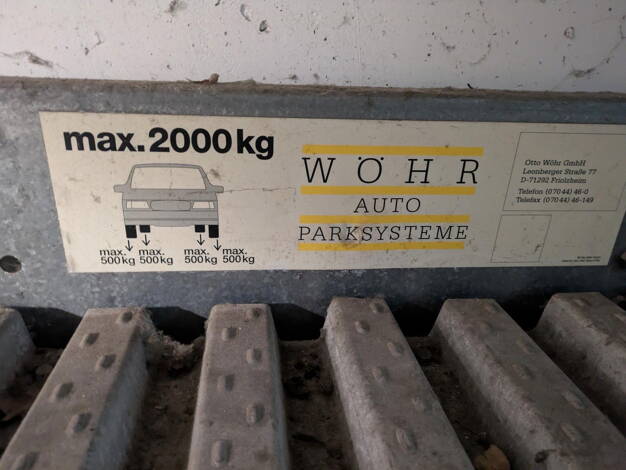 max. 2000 kg
max. 500 kg
max. 500 kg
max. 500 kg
max. 500 kg
WÖHR
AUTO
PARKSYSTEME
Otto Wöhr GmbH
Leonberger Straße 77
D-71292 Friolzheim
Telefon (070 44) 46-0
Telefax (070 44) 46-149